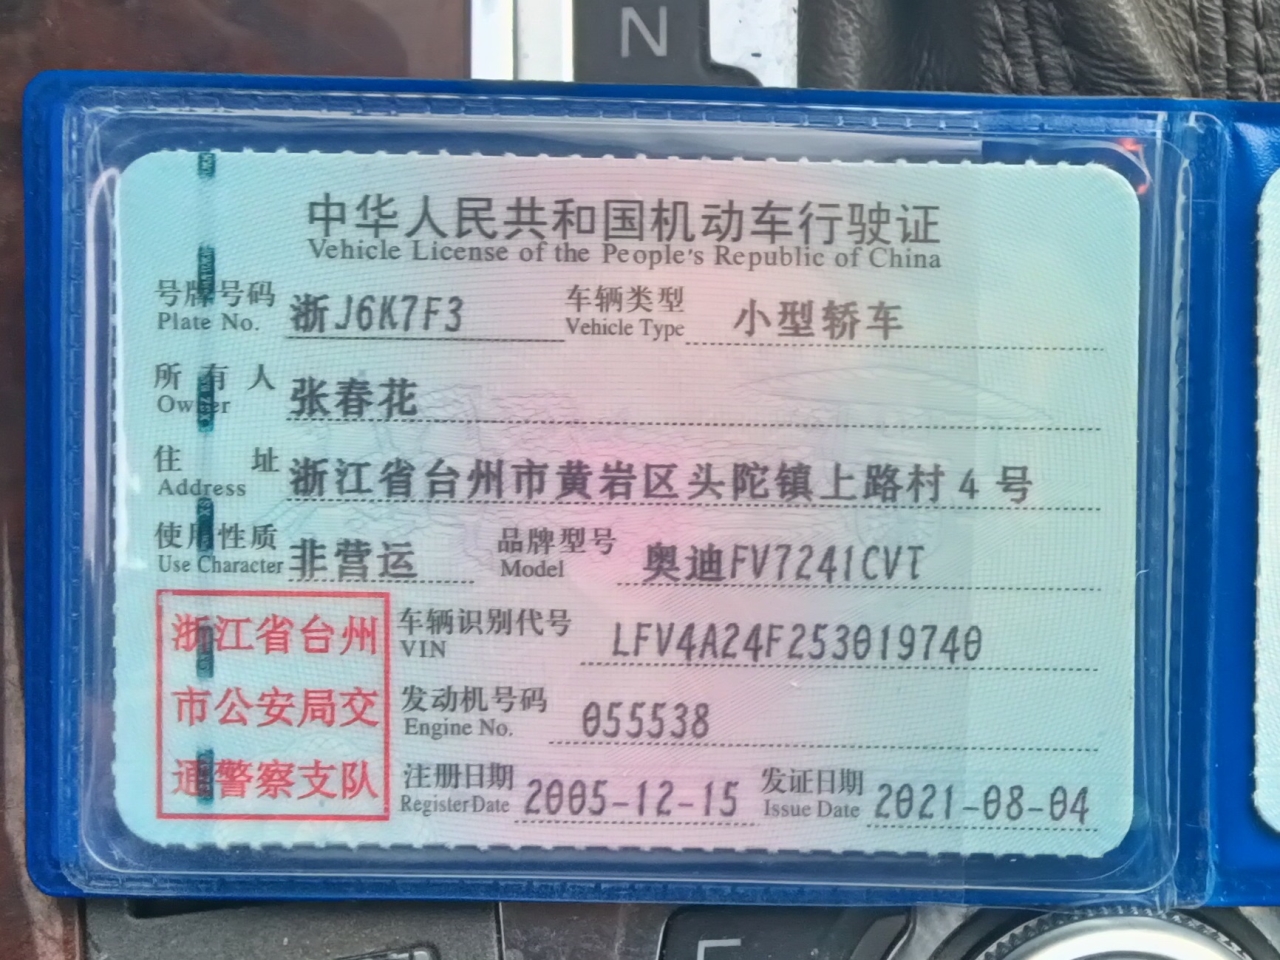 N
中华人民共和国机动车行驶证
Vehicle License of the People's Republic of China
号牌号码 浙J6K7F3 车辆类型 小型轿车
Plate No. Vehicle Type
所有人 张春花
Owner
住址 浙江省台州市黄岩区头陀镇上路村4号
Address
使用性质 非营运 品牌型号 奥迪FV7241CVT
Use Character Model
浙江省台州
市公安局交
通警察支队
车辆识别代号 LFV4A24F253019740
VIN
发动机号码 055538
Engine No.
注册日期 2005-12-15 发证日期 2021-08-04
Register Date Issue Date